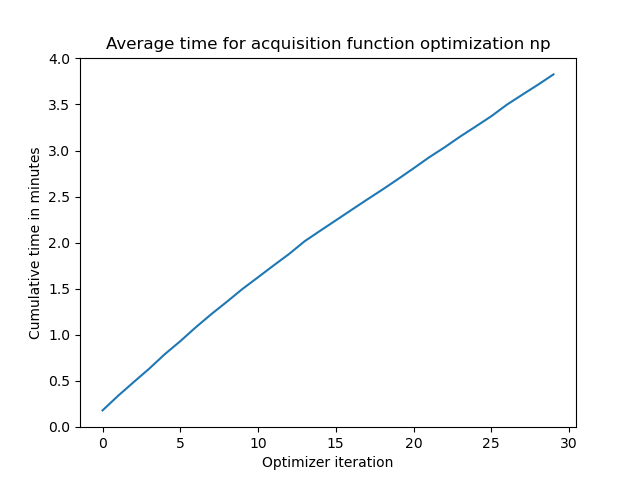 Average time for acquisition function optimization np
4.0
3.5
3.0
2.5
2.0
1.5
1.0
0.5
0.0
Cumulative time in minutes
0 5 10 15 20 25 30
Optimizer iteration